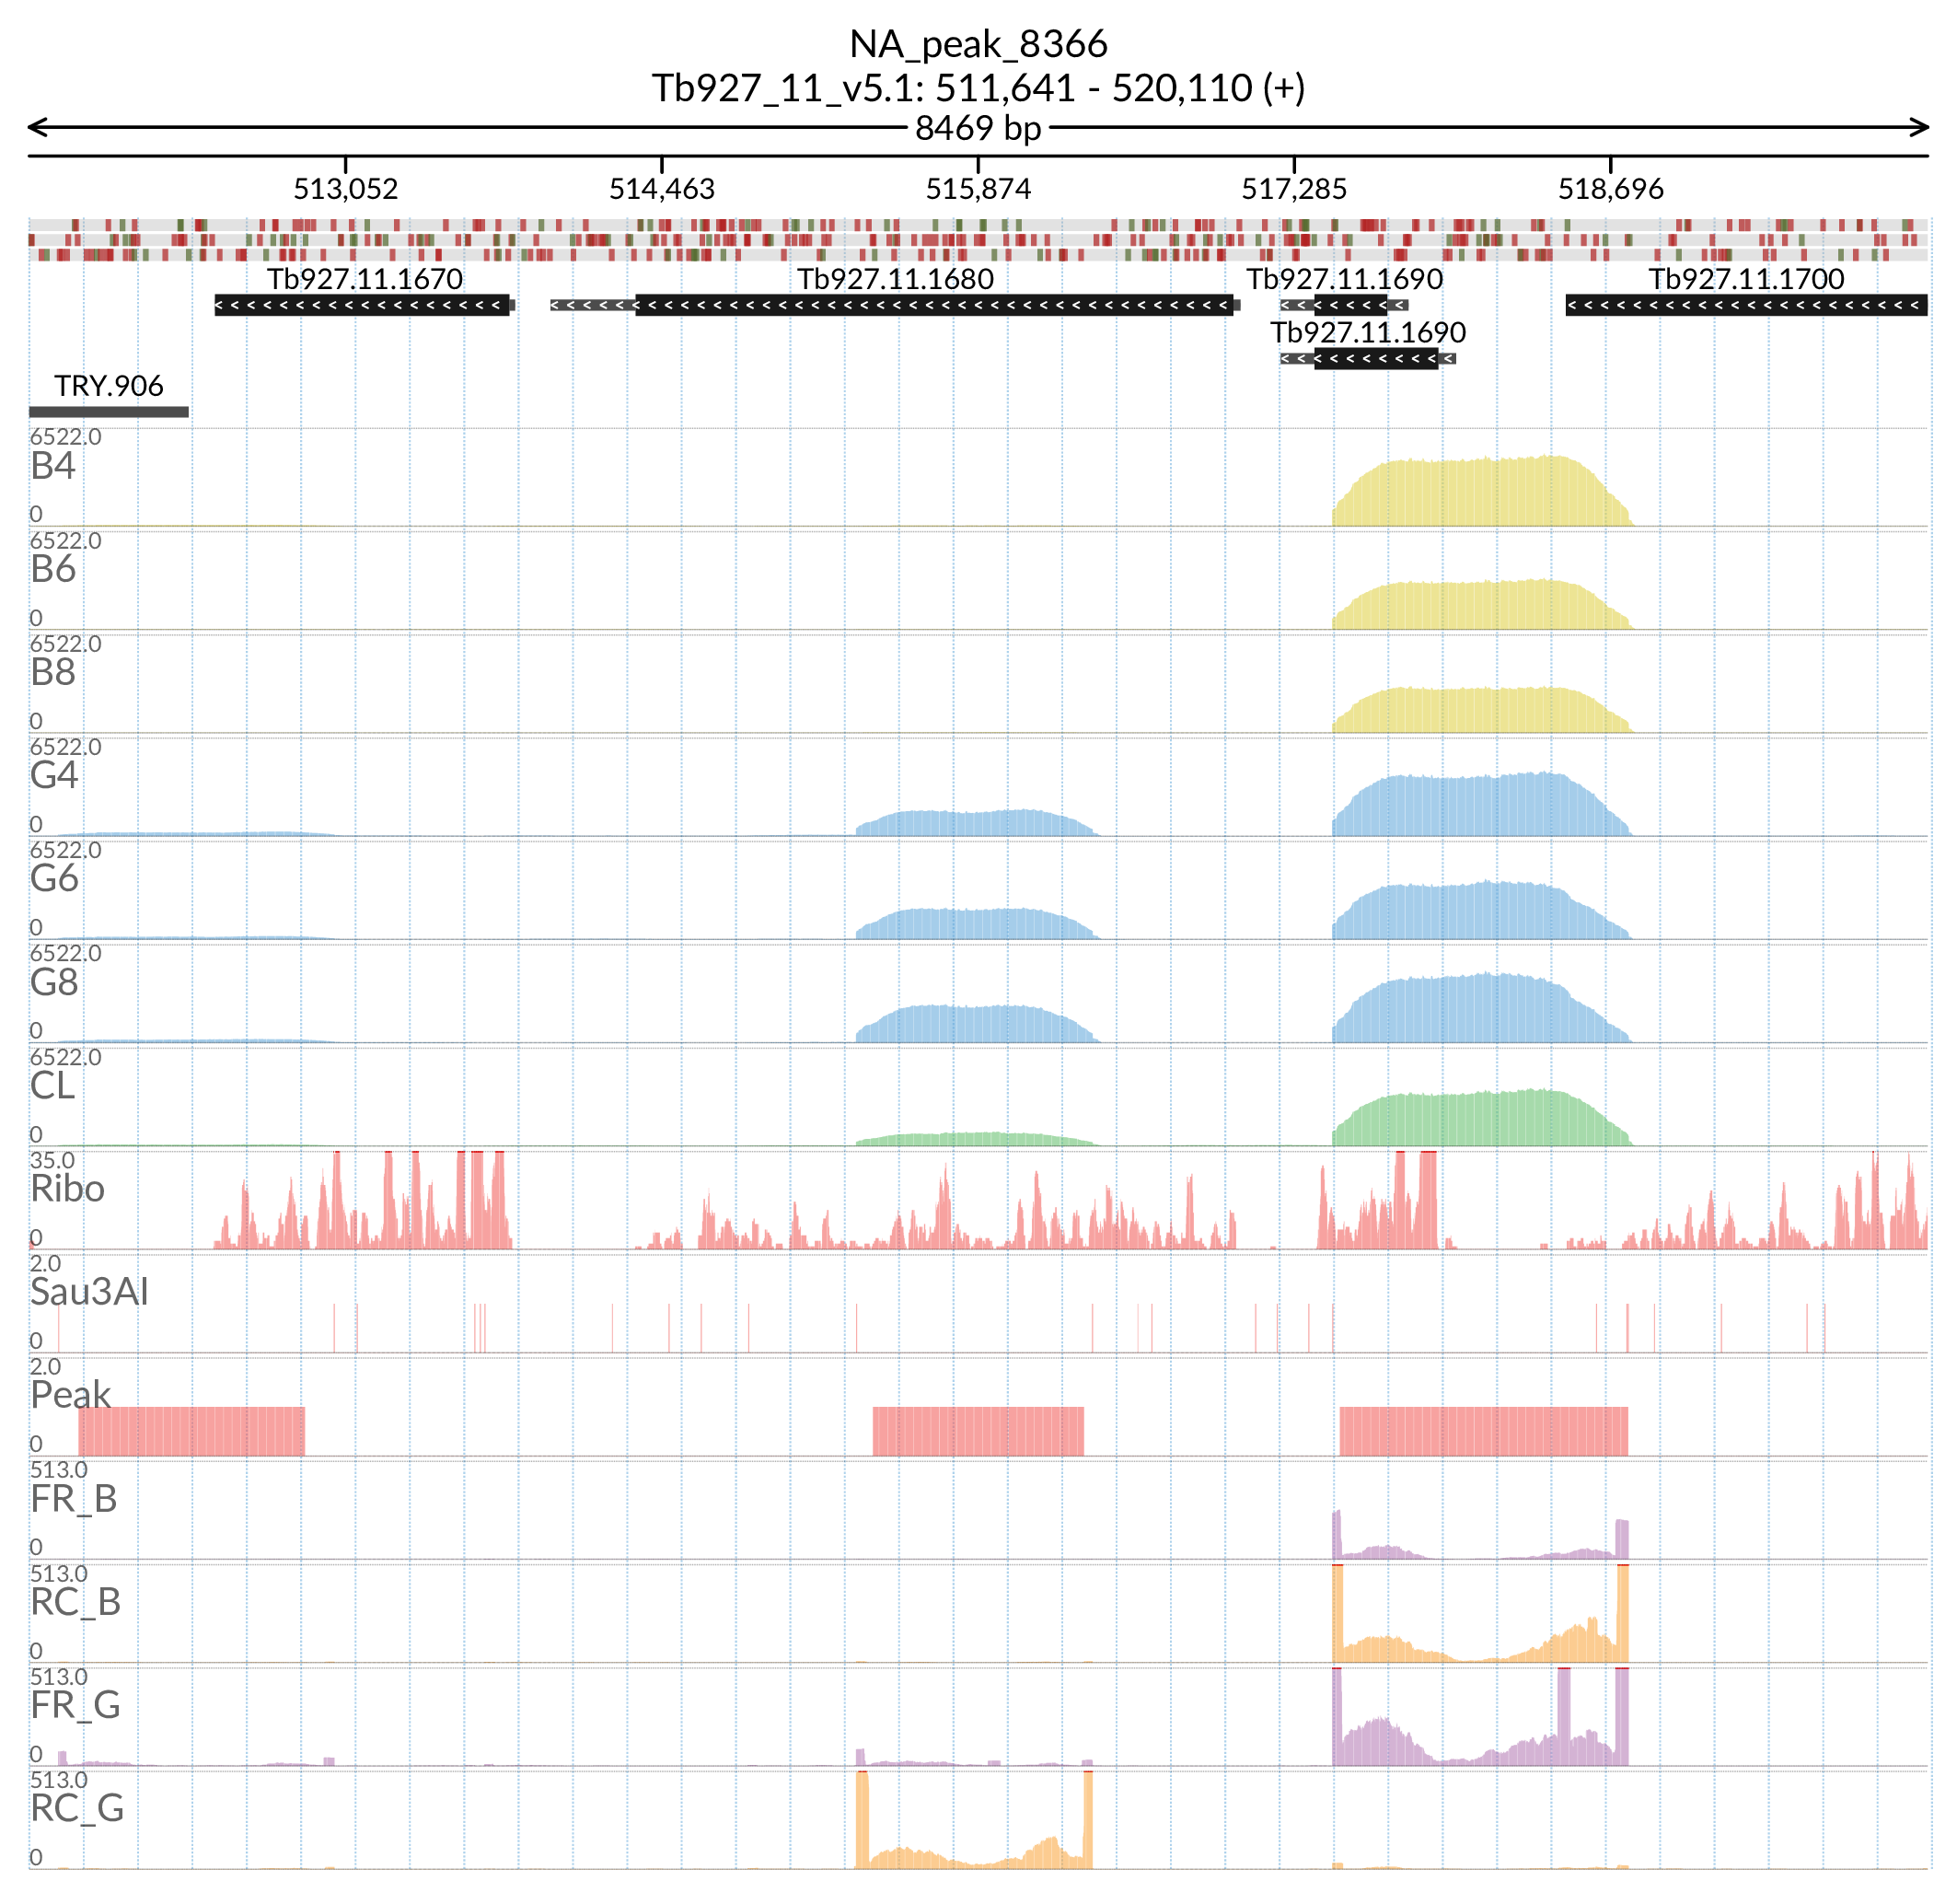 NA_peak_8366
Tb927_11_v5.1: 511,641 - 520,110 (+)
8469 bp
513,052 514,463 515,874 517,285 518,696
Tb927.11.1670 Tb927.11.1680 Tb927.11.1690 Tb927.11.1700
Tb927.11.1690
TRY.906
6522.0
B4
0
6522.0
B6
0
6522.0
B8
0
6522.0
G4
0
6522.0
G6
0
6522.0
G8
0
6522.0
CL
0
35.0
Ribo
0
2.0
Sau3AI
0
2.0
Peak
0
513.0
FR_B
0
513.0
RC_B
0
513.0
FR_G
0
513.0
RC_G
0